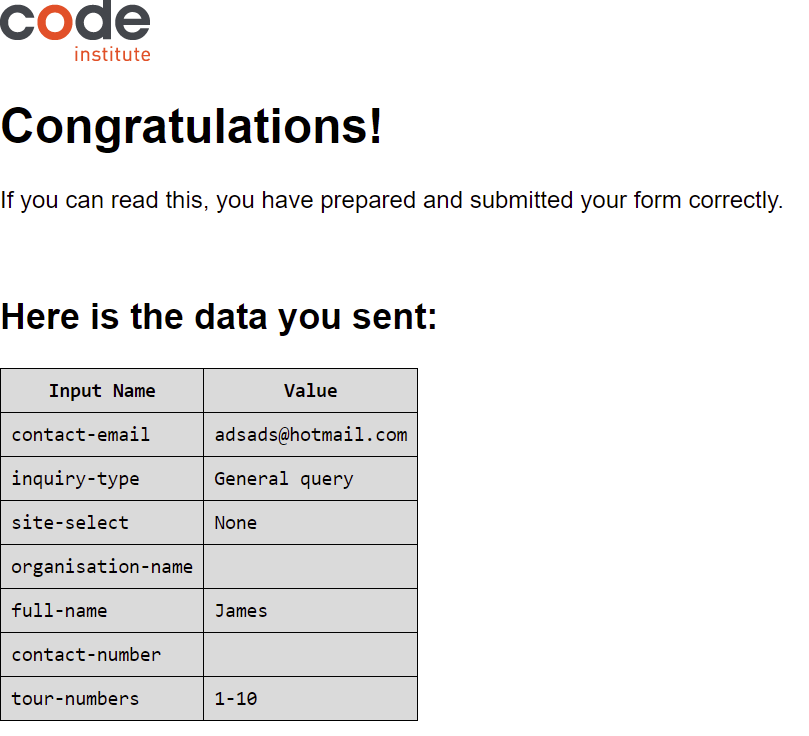 code
institute
Congratulations!
If you can read this, you have prepared and submitted your form correctly.
Here is the data you sent:
Input Name Value
contact-email adsads@hotmail.com
inquiry-type General query
site-select None
organisation-name
full-name James
contact-number
tour-numbers 1-10